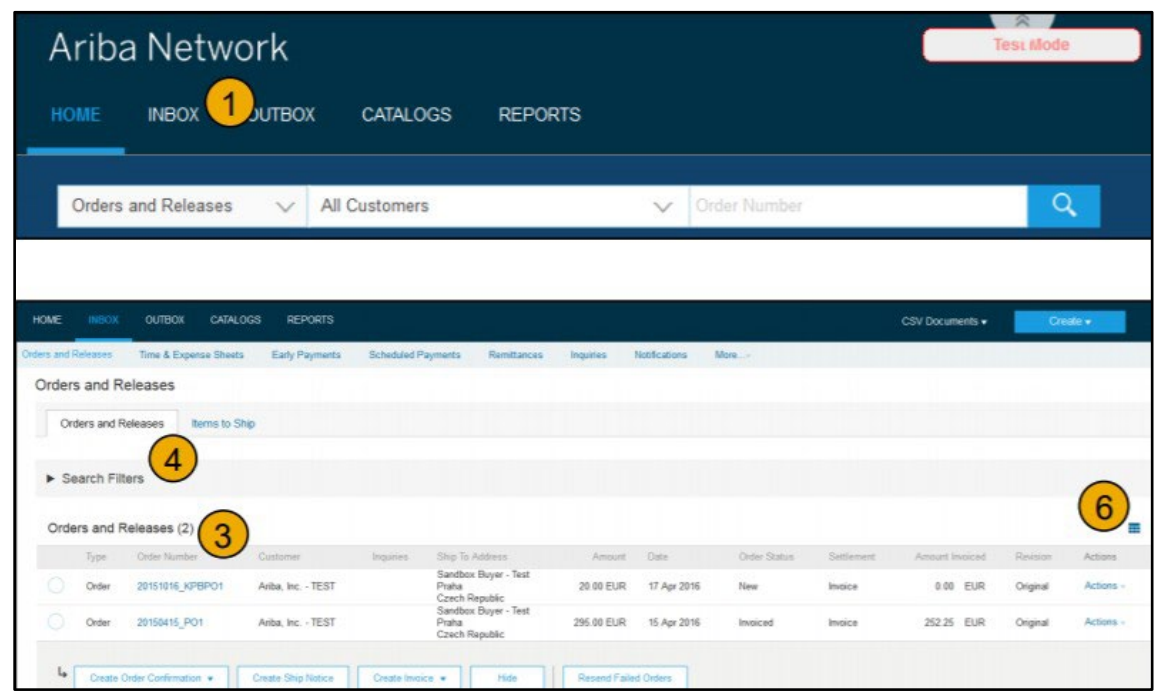 Ariba Network
Test Mode
HOME INBOX 1 OUTBOX CATALOGS REPORTS
Orders and Releases All Customers Order Number
HOME INBOX OUTBOX CATALOGS REPORTS CSV Documents Create
Orders and Releases Time & Expense Sheets Early Payments Scheduled Payments Remittances Inquiries Notifications More...
Orders and Releases
Orders and Releases Items to Ship
4
Search Filters
6
Orders and Releases (2) 3
Type Order Number Customer Inquiries Ship To Address Amount Date Order Status Settlement Amount Invoiced Revision Actions
Sandbox Buyer - Test
Order 20151016_KPBPO1 Ariba, Inc. - TEST Praha 20.00 EUR 17 Apr 2016 New Invoice 0.00 EUR Original Actions
Czech Republic
Sandbox Buyer - Test
Order 20150415_PO1 Ariba, Inc. - TEST Praha 295.00 EUR 15 Apr 2016 Invoiced Invoice 252.25 EUR Original Actions
Czech Republic
Create Order Confirmation Create Ship Notice Create Invoice Hide Resend Failed Orders